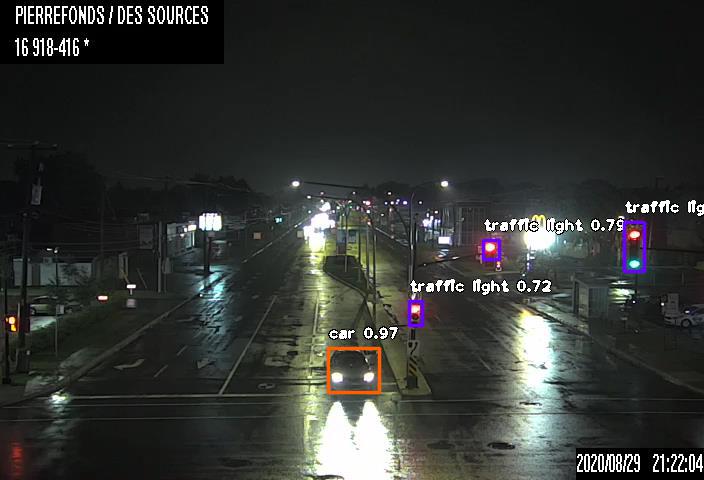 PIERREFONDS / DES SOURCES
16 918-416 *
traffic lig
traffic light 0.79
traffic light 0.72
car 0.97
2020/08/29 21:22:04